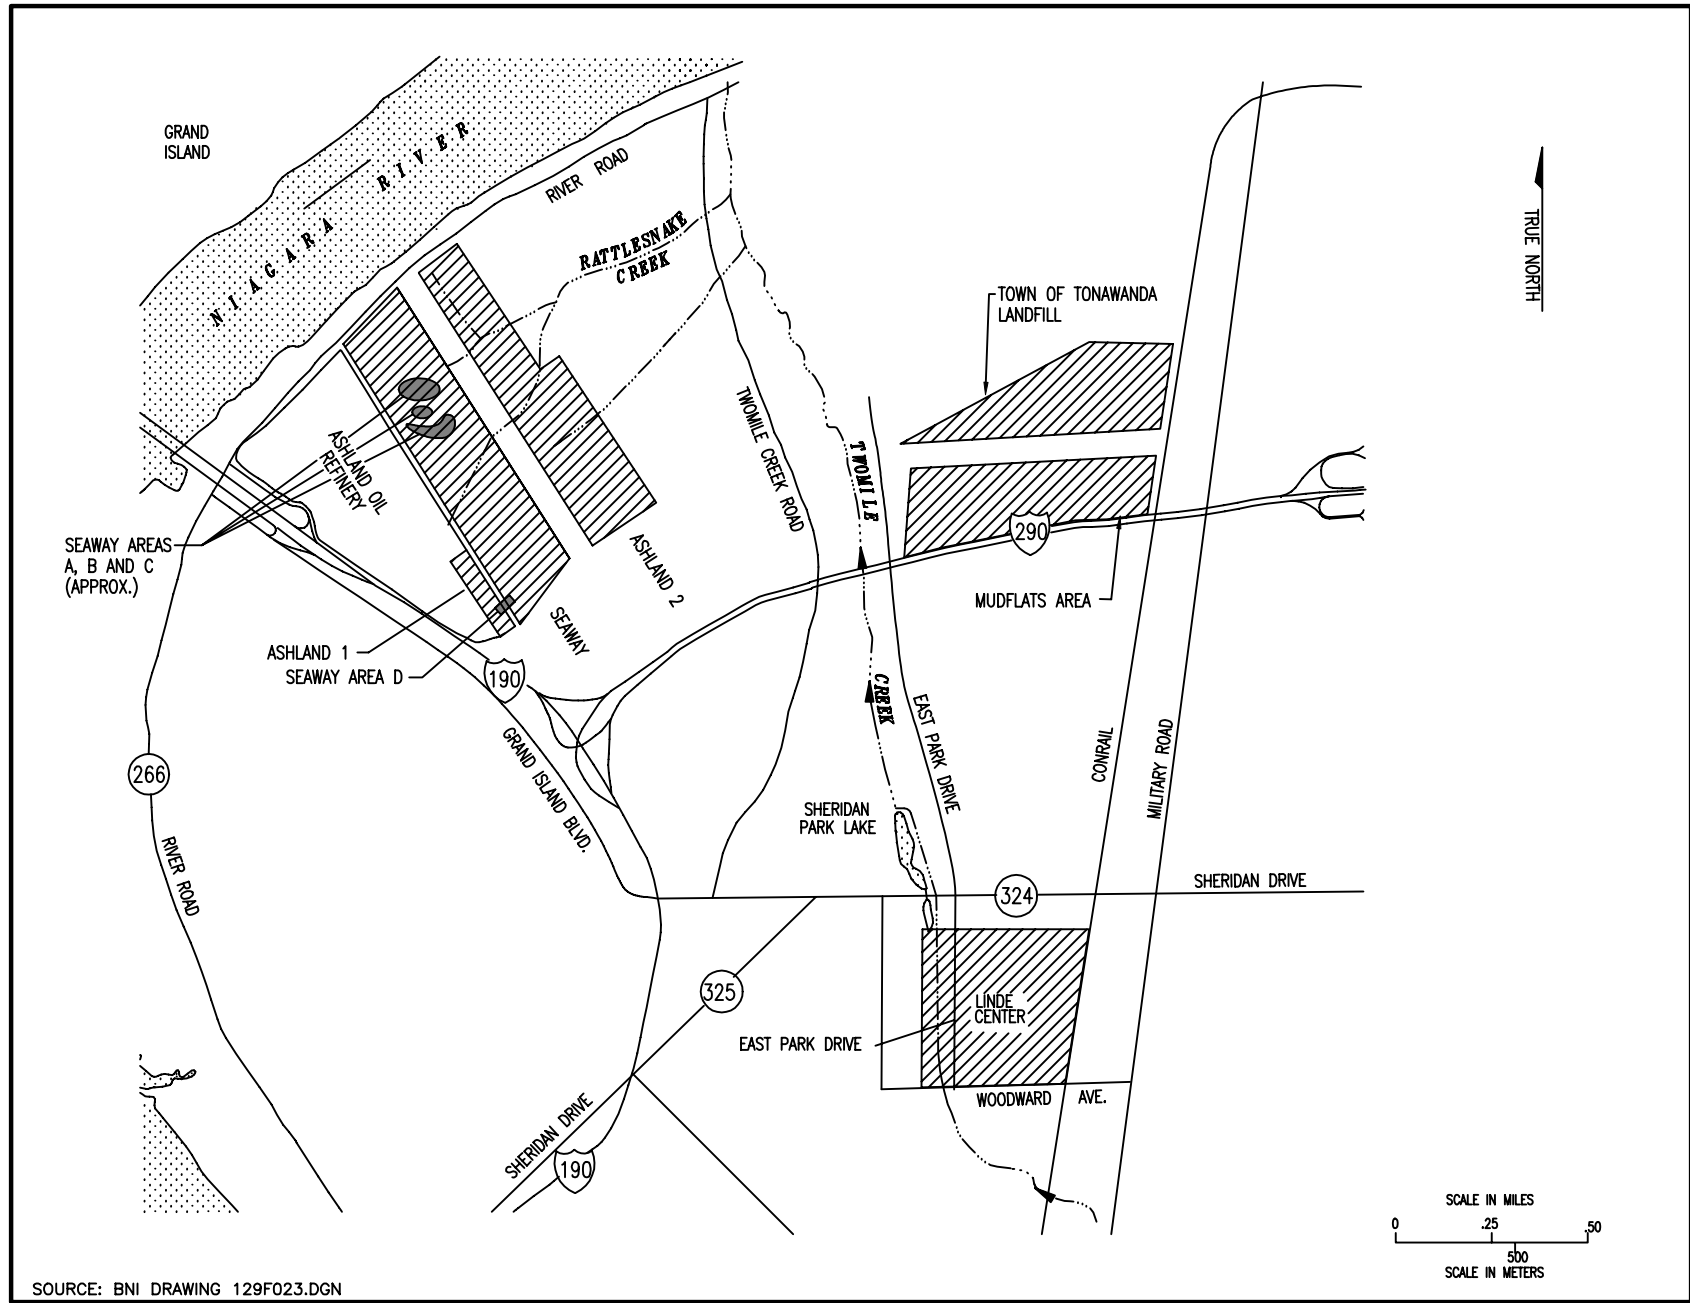 GRAND
ISLAND
NIAGARA RIVER
RIVER ROAD
RATTLESNAKE
CREEK
TRUE NORTH
TOWN OF TONAWANDA
LANDFILL
ASHLAND OIL
REFINERY
TWOMILE CREEK ROAD
TWOMILE
CREEK
290
SEAWAY AREAS
A, B AND C
(APPROX.)
ASHLAND 2
SEAWAY
MUDFLATS AREA
ASHLAND 1
SEAWAY AREA D
190
GRAND ISLAND BLVD.
EAST PARK DRIVE
CONRAIL
MILITARY ROAD
266
RIVER ROAD
SHERIDAN
PARK LAKE
324
SHERIDAN DRIVE
325
LINDE
CENTER
EAST PARK DRIVE
WOODWARD AVE.
SHERIDAN DRIVE
190
SCALE IN MILES
0 .25 .50
500
SCALE IN METERS
SOURCE: BNI DRAWING 129F023.DGN